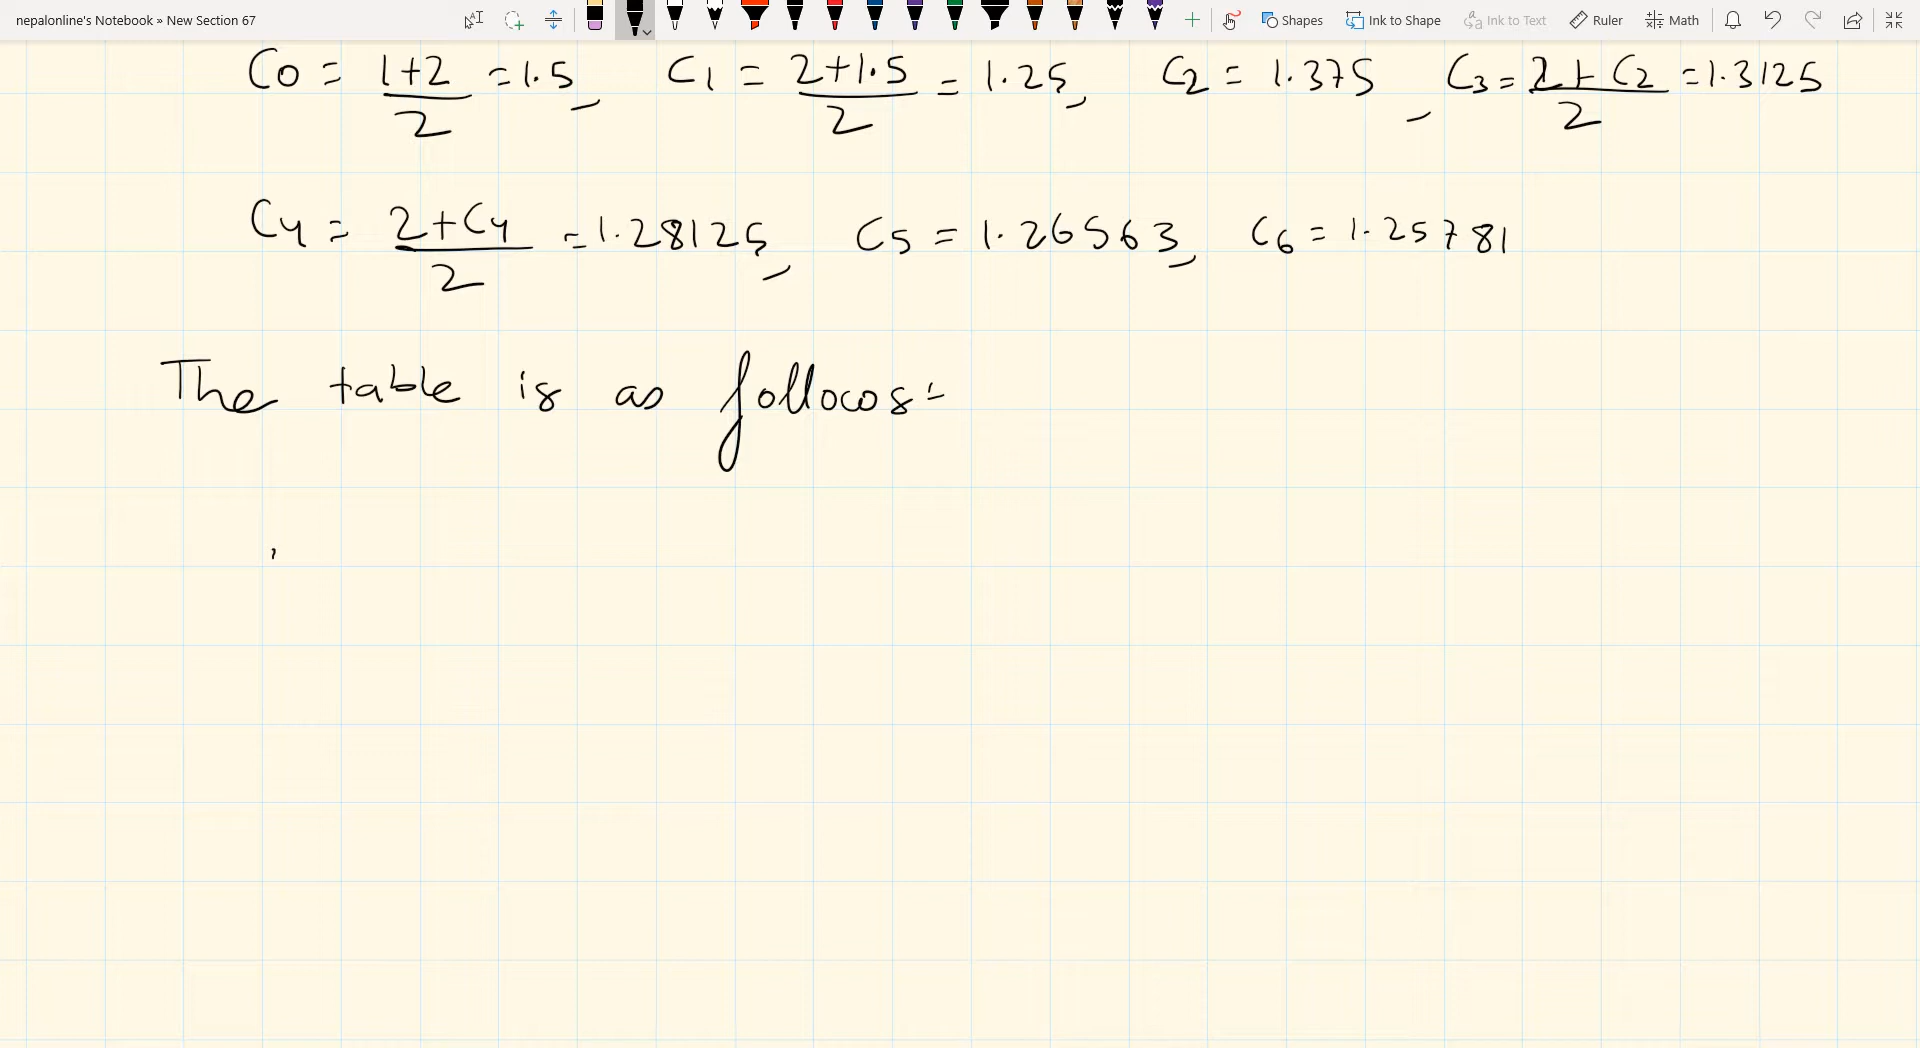 nepalonline's Notebook » New Section 67 Shapes Ink to Shape Ink to Text Ruler Math
C0 = 1+2/2 = 1.5, C1 = 2+1.5/2 = 1.25, C2 = 1.375, C3 = 2+C2/2 = 1.3125
C4 = 2+C4/2 = 1.28125, C5 = 1.26563, C6 = 1.25781
The table is as follows: